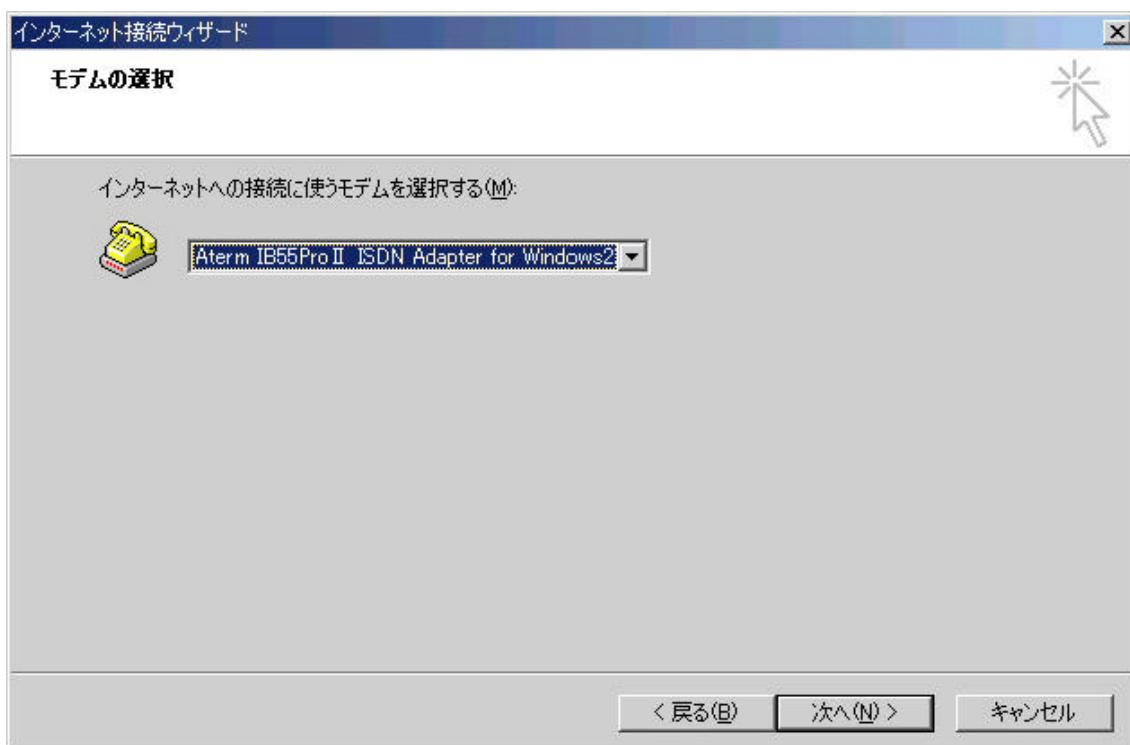 インターネット接続ウィザード
モデムの選択
インターネットへの接続に使うモデムを選択する(M):
Aterm IB55ProⅡ ISDN Adapter for Windows2
< 戻る(B) 次へ(N) > キャンセル